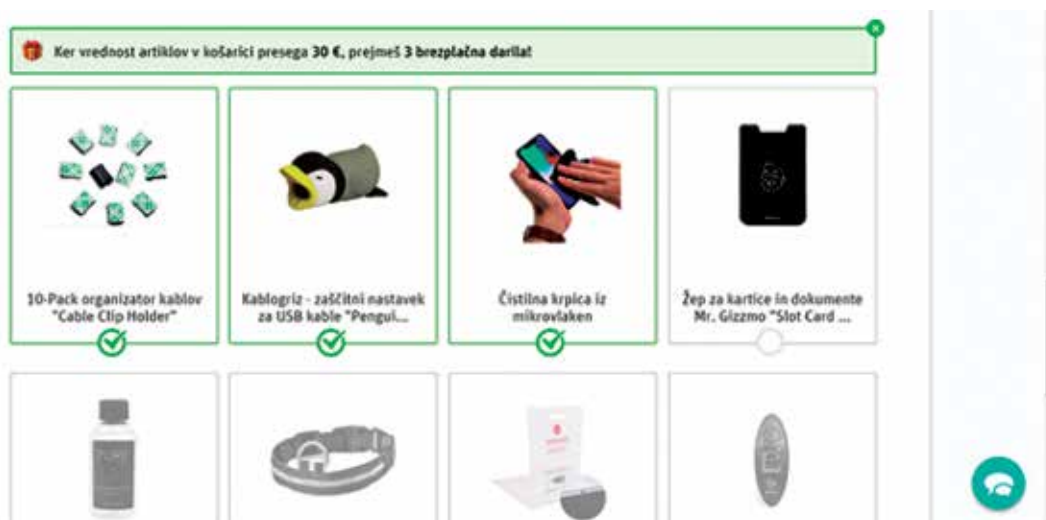 Ker vrednost artiklov v košarici presega 30 €, prejmeš 3 brezplačna darila!
10-Pack organizator kablov
"Cable Clip Holder"
Kablogriz - zaščitni nastavek
za USB kable "Pengui...
Čistilna krpica iz
mikrovlaken
Žep za kartice in dokumente
Mr. Gizzmo "Slot Card ...